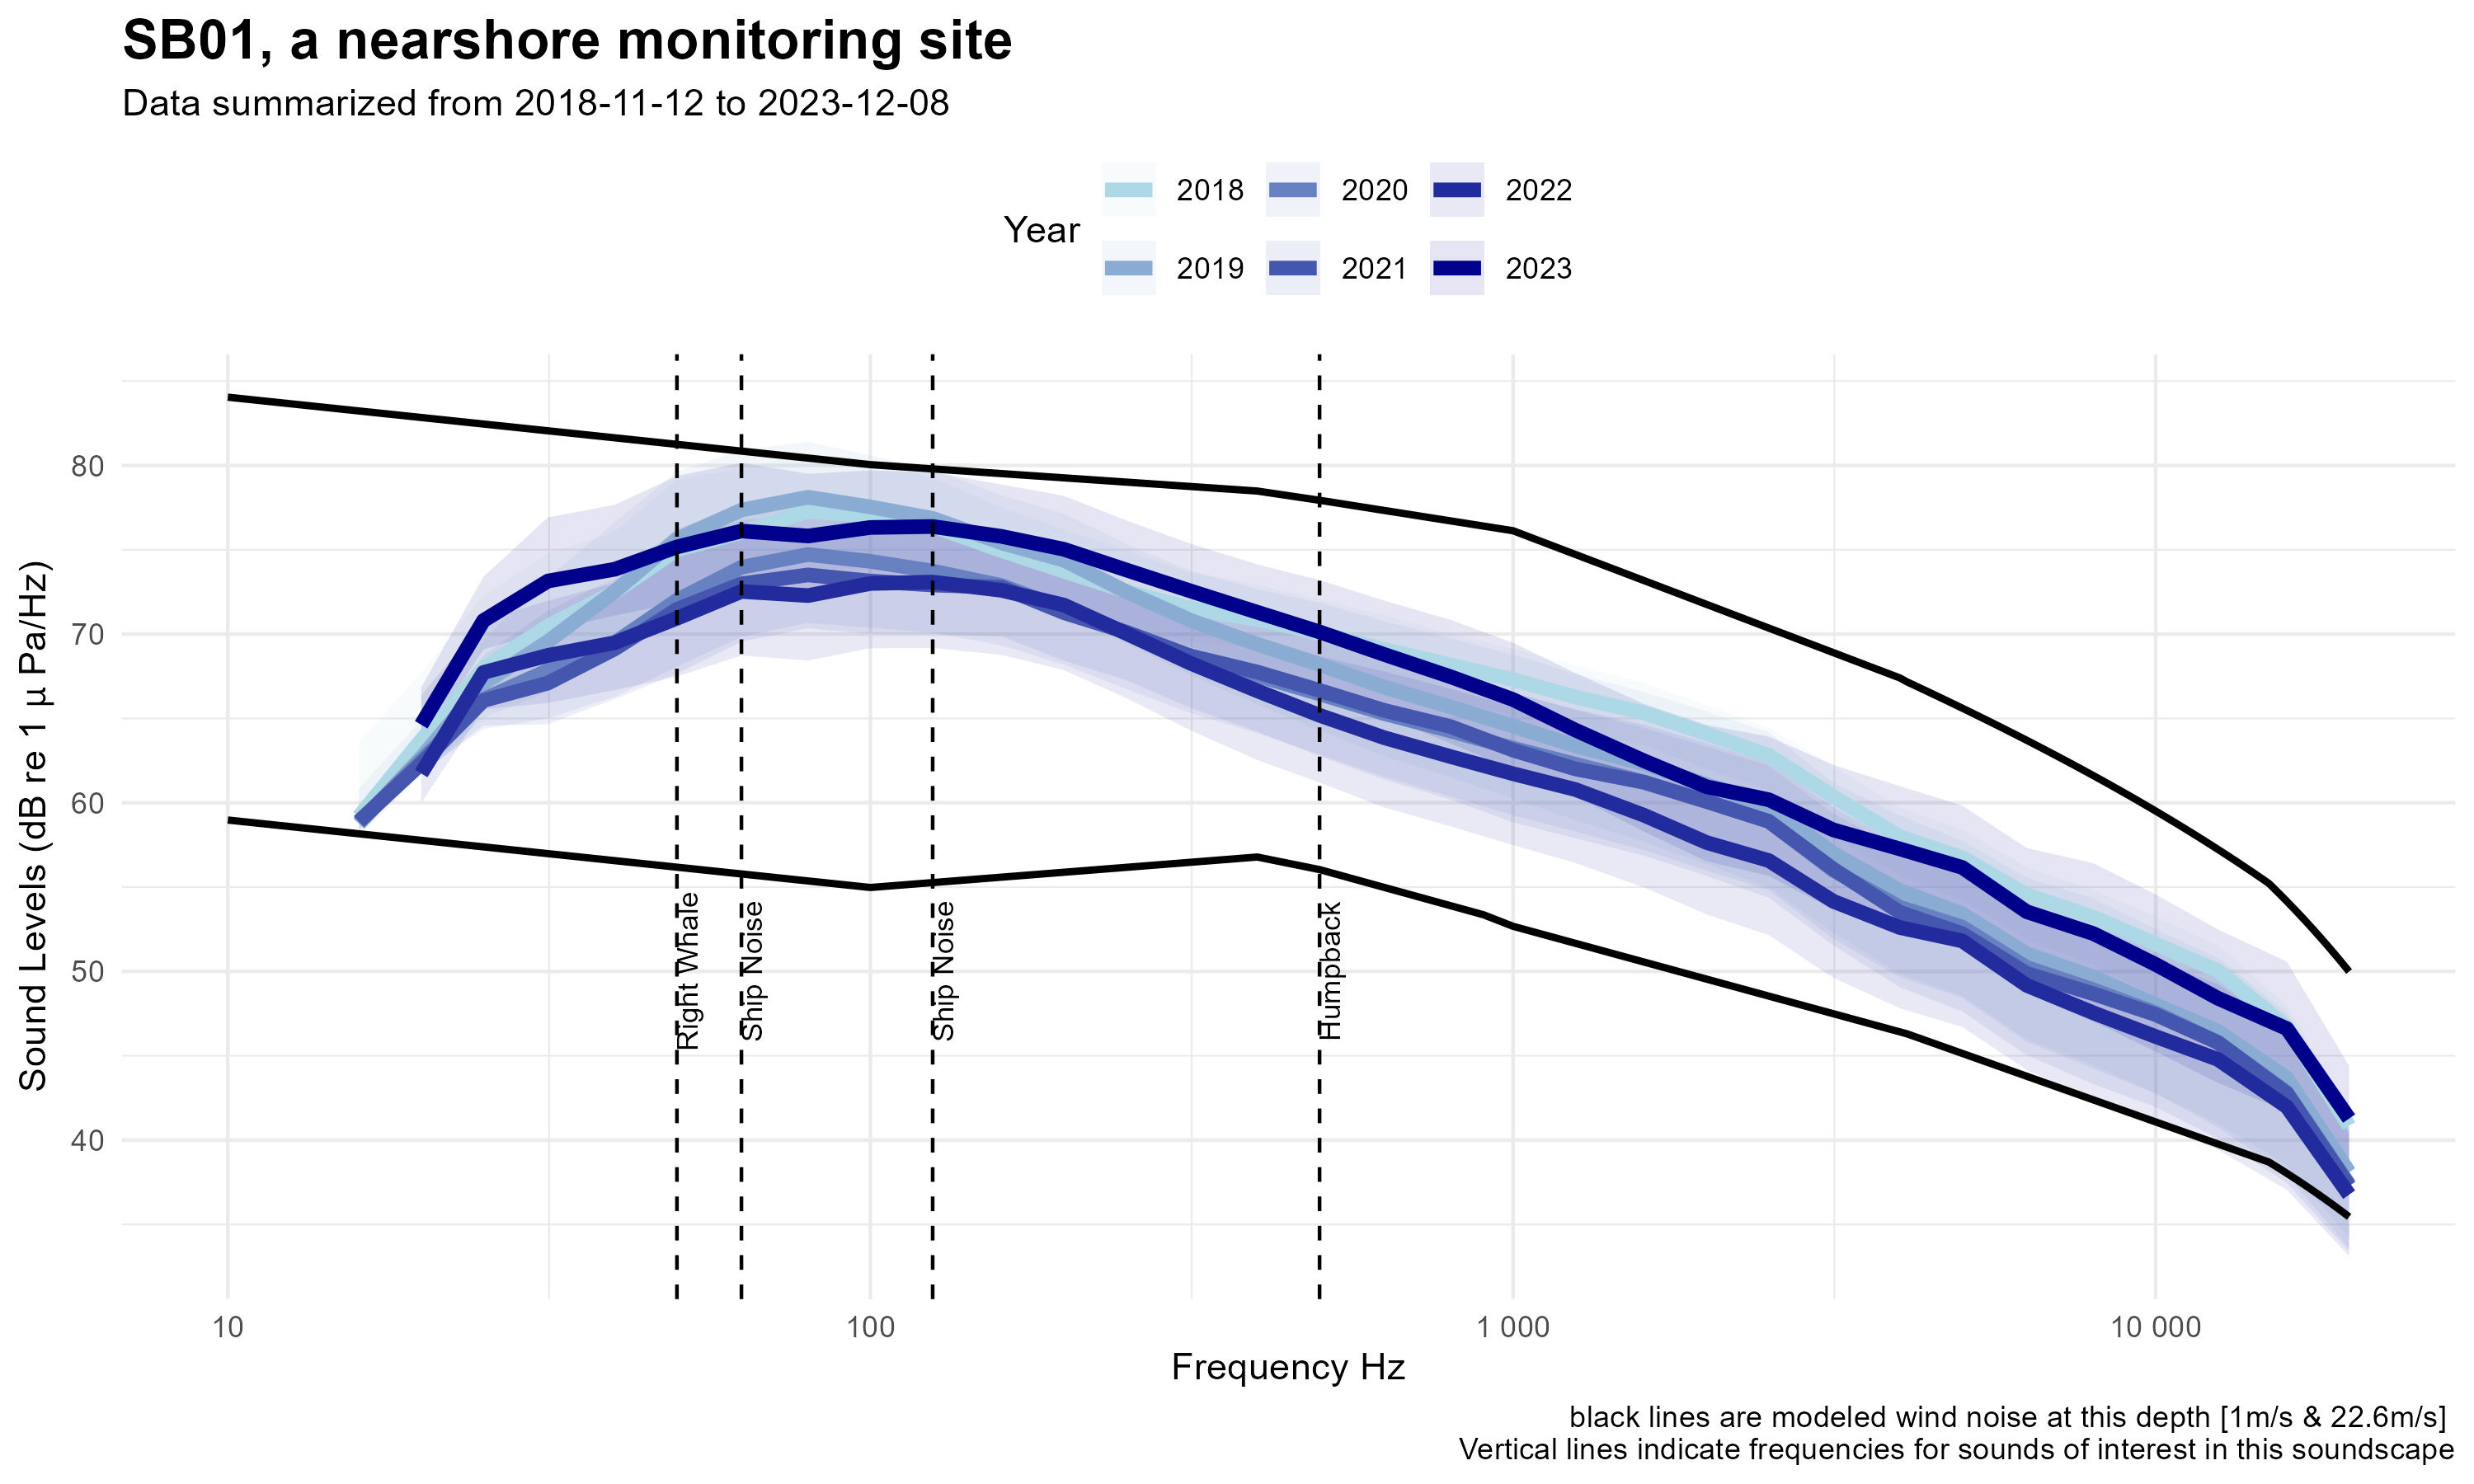 SB01, a nearshore monitoring site
Data summarized from 2018-11-12 to 2023-12-08
Year
2018
2020
2022
2019
2021
2023
Sound Levels (dB re 1 µ Pa/Hz)
80
70
60
50
40
Right Whale
Ship Noise
Ship Noise
Humpback
10
100
1 000
10 000
Frequency Hz
black lines are modeled wind noise at this depth [1m/s & 22.6m/s]
Vertical lines indicate frequencies for sounds of interest in this soundscape